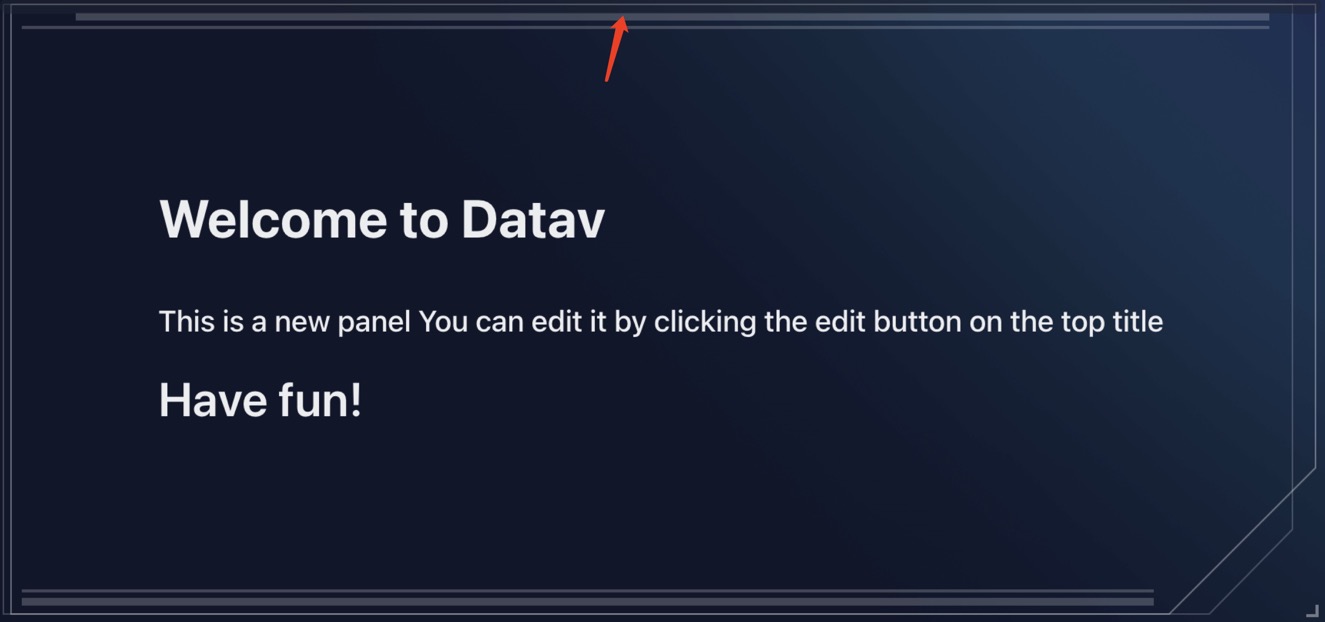 Welcome to Datav
This is a new panel You can edit it by clicking the edit button on the top title
Have fun!